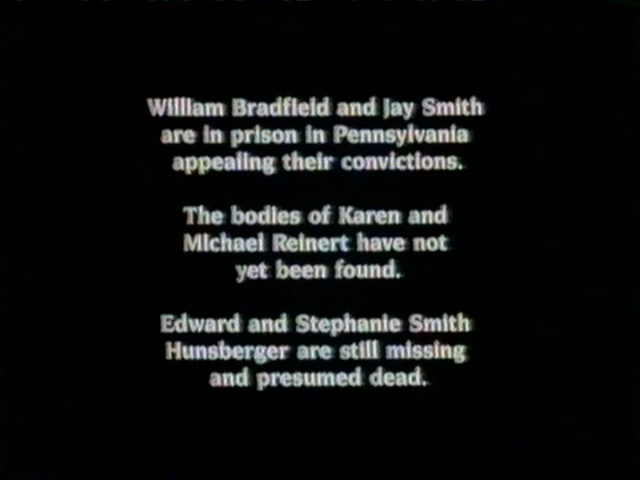 William Bradfield and Jay Smith
are in prison in Pennsylvania
appealing their convictions.
The bodies of Karen and
Michael Reinert have not
yet been found.
Edward and Stephanie Smith
Hunsberger are still missing
and presumed dead.